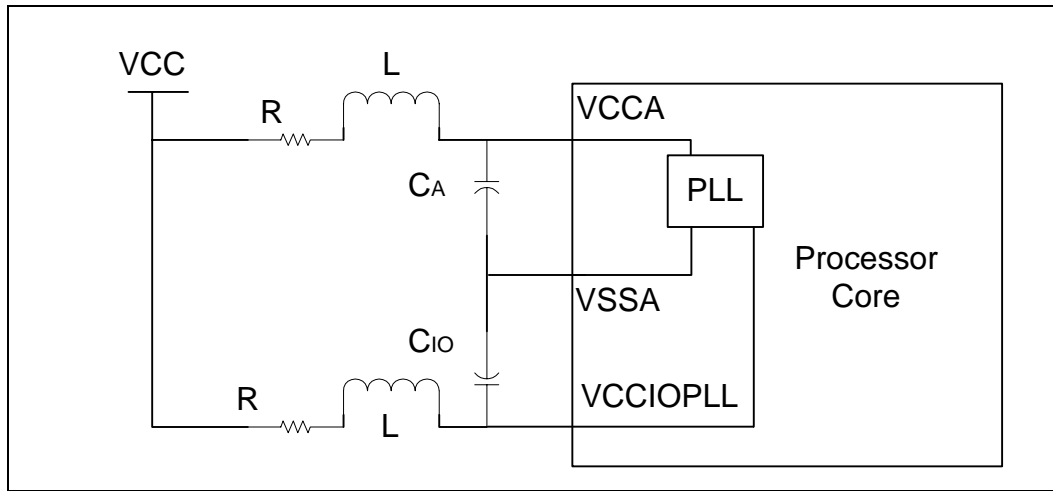 VCC
L
R
VCCA
CA
PLL
Processor
Core
VSSA
CIO
VCCIOPLL
R
L